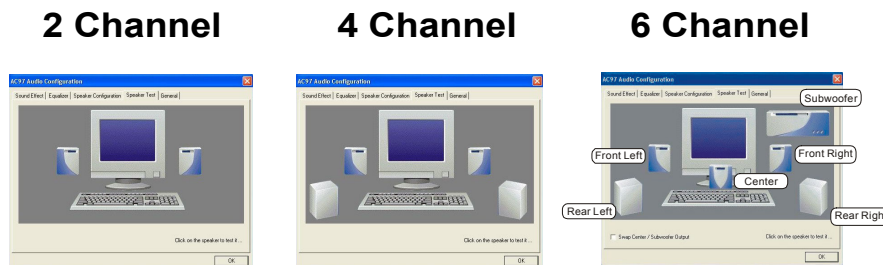 2 Channel
4 Channel
6 Channel
AC97 Audio Configuration
Sound Effect Equalizer Speaker Configuration Speaker Test General
Click on the speaker to test it ...
OK
AC97 Audio Configuration
Sound Effect Equalizer Speaker Configuration Speaker Test General
Click on the speaker to test it ...
OK
AC97 Audio Configuration
Sound Effect Equalizer Speaker Configuration Speaker Test General
Subwoofer
Front Left
Front Right
Center
Rear Left
Rear Righ
Swap Center / Subwoofer Output
Click on the speaker to test it ...
OK